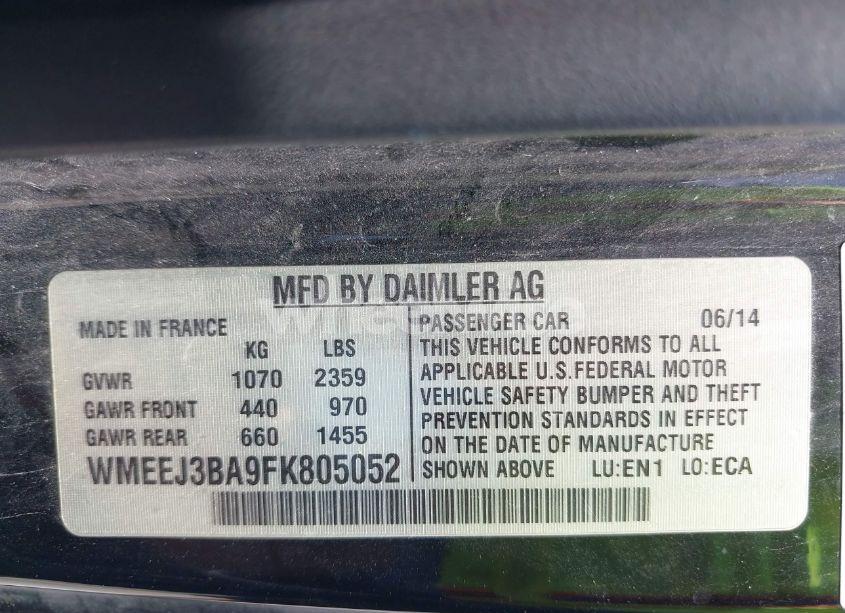 MFD BY DAIMLER AG
MADE IN FRANCE
KG LBS
GVWR 1070 2359
GAWR FRONT 440 970
GAWR REAR 660 1455
WMEEJ3BA9FK805052
PASSENGER CAR 06/14
THIS VEHICLE CONFORMS TO ALL
APPLICABLE U.S.FEDERAL MOTOR
VEHICLE SAFETY BUMPER AND THEFT
PREVENTION STANDARDS IN EFFECT
ON THE DATE OF MANUFACTURE
SHOWN ABOVE LU:EN1 LO:ECA